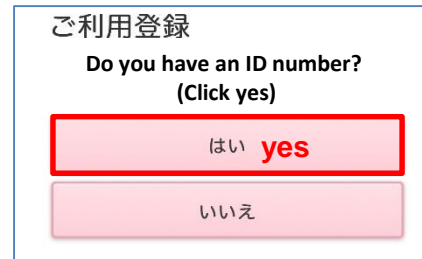 ご利用登録
Do you have an ID number?
(Click yes)
はい yes
いいえ